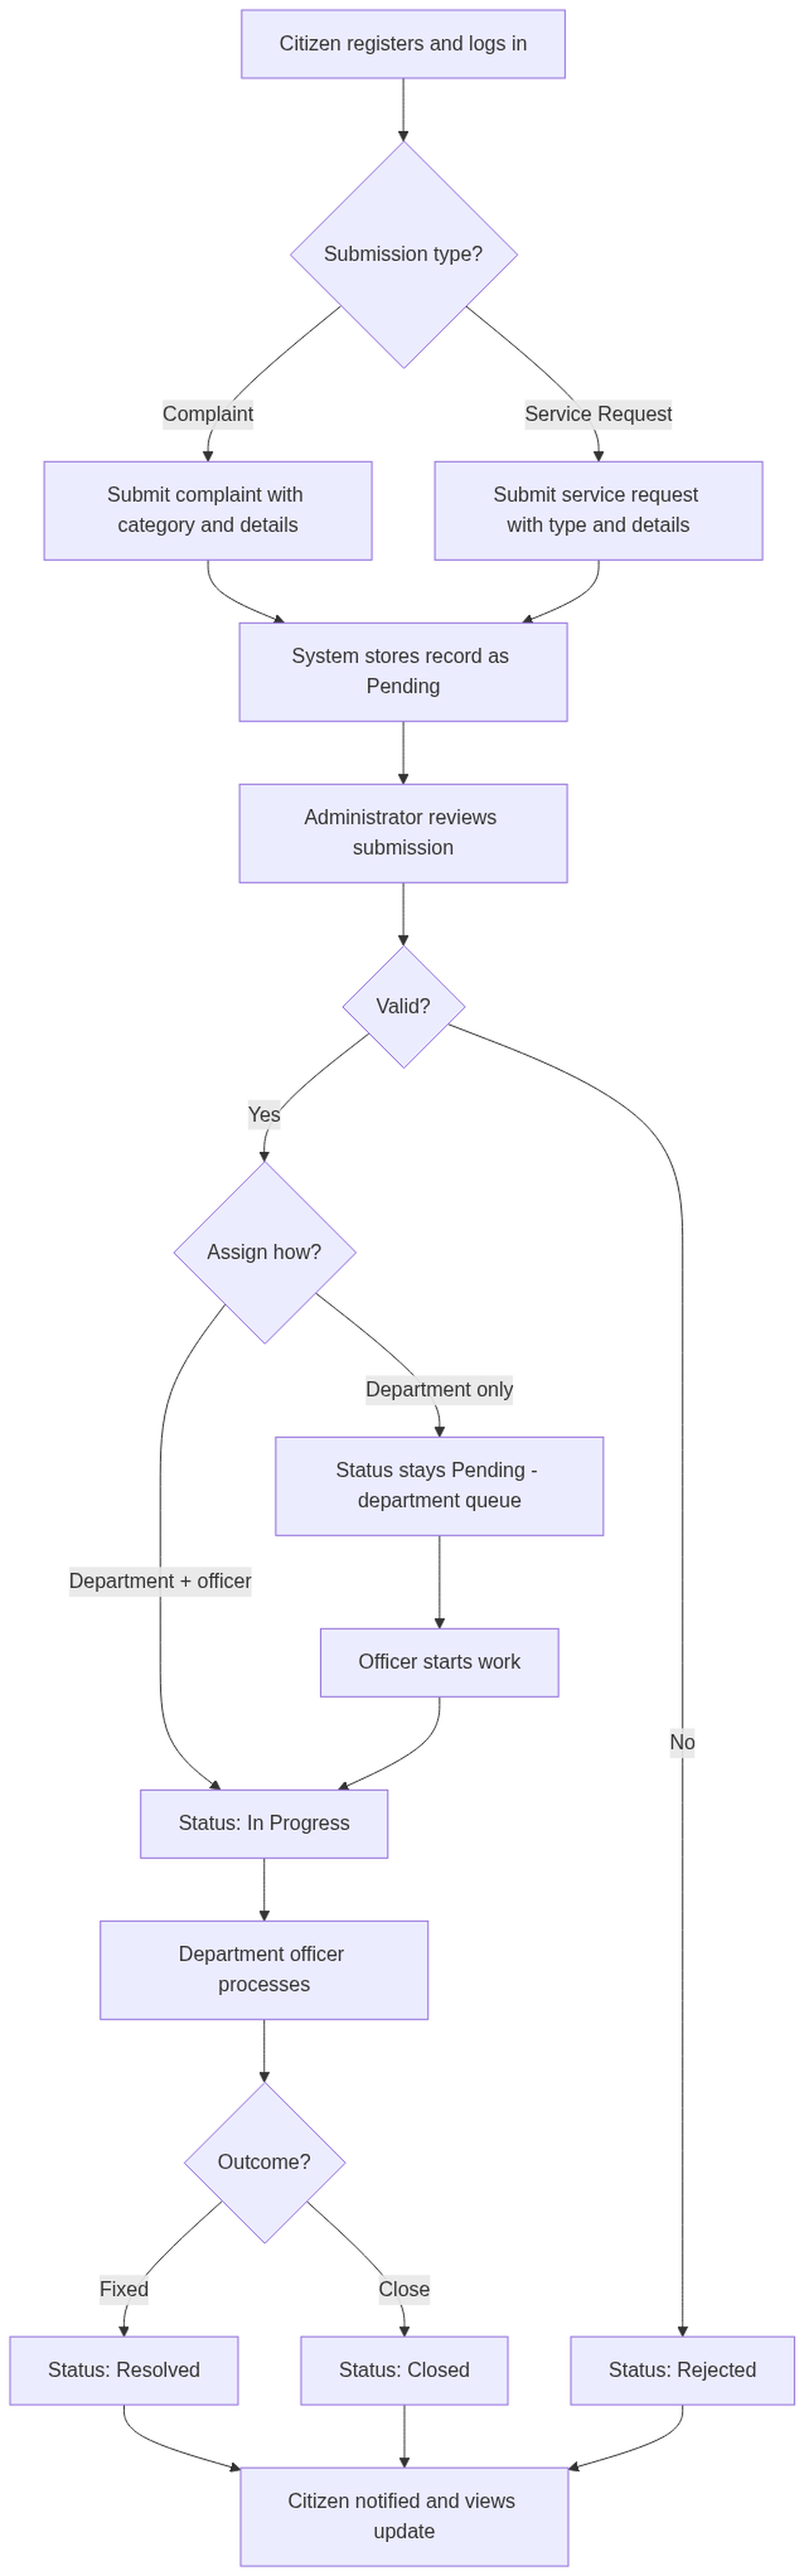 Citizen registers and logs in
Submission type?
Complaint
Service Request
Submit complaint with
category and details
Submit service request
with type and details
System stores record as
Pending
Administrator reviews
submission
Valid?
Yes
Assign how?
Department only
Status stays Pending -
department queue
Department + officer
Officer starts work
No
Status: In Progress
Department officer
processes
Outcome?
Fixed
Close
Status: Resolved
Status: Closed
Status: Rejected
Citizen notified and views
update